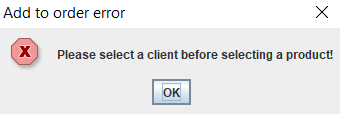 Add to order error
Please select a client before selecting a product!
OK